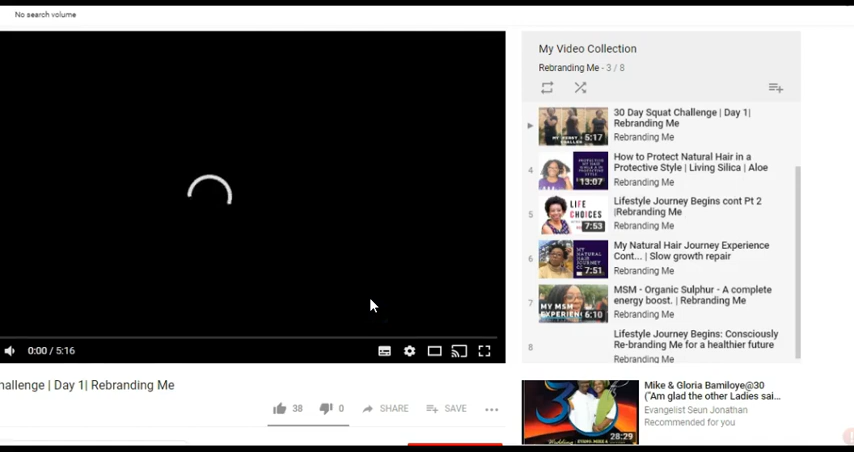 No search volume
My Video Collection
Rebranding Me - 3 / 8
30 Day Squat Challenge | Day 1|
Rebranding Me
Rebranding Me
5:17
4
How to Protect Natural Hair in a
Protective Style | Living Silica | Aloe
Rebranding Me
13:07
5
Lifestyle Journey Begins cont Pt 2
|Rebranding Me
Rebranding Me
LIFE
CHOICES
7:53
6
My Natural Hair Journey Experience
Cont... | Slow growth repair
Rebranding Me
MY
NATURAL
HAIR
JOURNEY
7:51
7
MSM - Organic Sulphur - A complete
energy boost. | Rebranding Me
Rebranding Me
MY MSM
EXPERIEN
6:10
8
Lifestyle Journey Begins: Consciously
Re-branding Me for a healthier future
Rebranding Me
0:00 / 5:16
hallenge | Day 1| Rebranding Me
38
0
SHARE
SAVE
Mike & Gloria Bamiloye@30
("Am glad the other Ladies sai...
Evangelist Seun Jonathan
Recommended for you
28:29